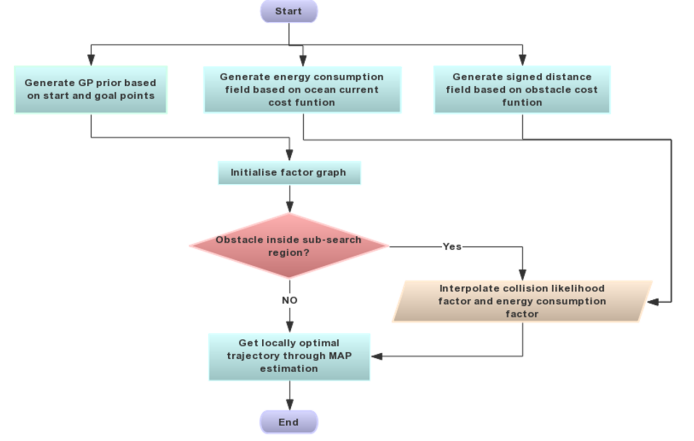 Start
Generate GP prior based
on start and goal points
Generate energy consumption
field based on ocean current
cost funtion
Generate signed distance
field based on obstacle cost
funtion
Initialise factor graph
Obstacle inside sub-search
region?
Yes
Interpolate collision likelihood
factor and energy consumption
factor
NO
Get locally optimal
trajectory through MAP
estimation
End